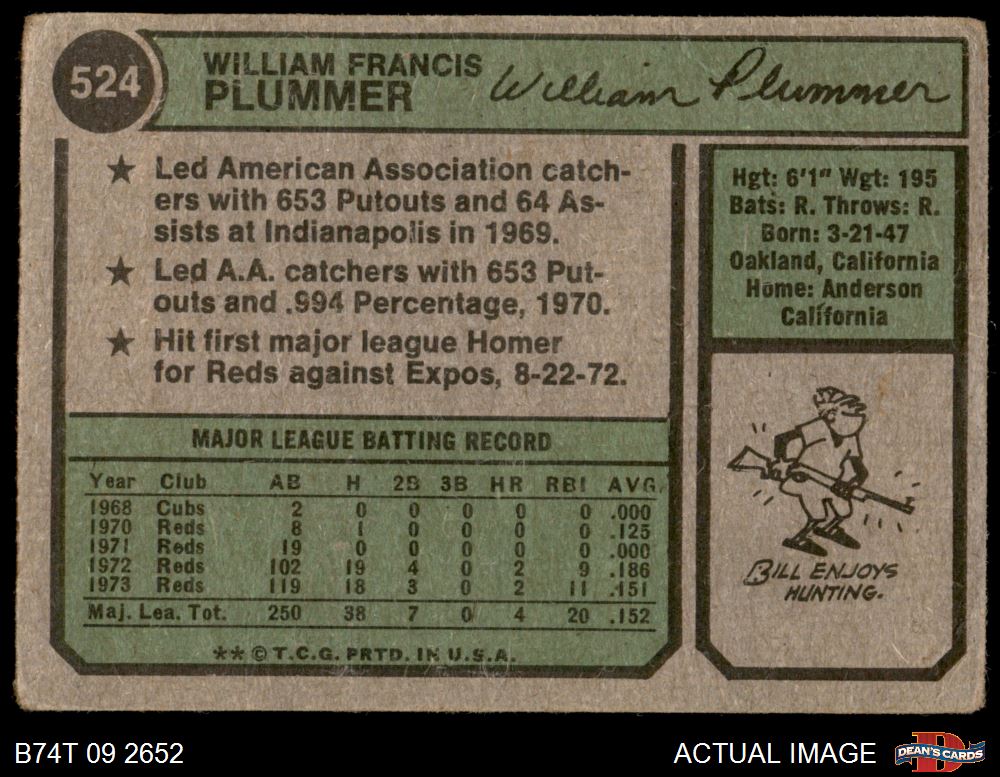 524
WILLIAM FRANCIS
PLUMMER
William Plummer
★ Led American Association catch-
ers with 653 Putouts and 64 As-
sists at Indianapolis in 1969.
★ Led A.A. catchers with 653 Put-
outs and .994 Percentage, 1970.
★ Hit first major league Homer
for Reds against Expos, 8-22-72.
Hgt: 6'1" Wgt: 195
Bats: R. Throws: R.
Born: 3-21-47
Oakland, California
Home: Anderson
California
MAJOR LEAGUE BATTING RECORD
Year Club AB H 2B 3B HR RBI AVG.
1968 Cubs 2 0 0 0 0 0 .000
1970 Reds 8 1 0 0 0 0 .125
1971 Reds 19 0 0 0 0 0 .000
1972 Reds 102 19 4 0 2 9 .186
1973 Reds 119 18 3 0 2 11 .151
Maj. Lea. Tot. 250 38 7 0 4 20 .152
** © T.C.G. PRTD. IN U.S.A.
BILL ENJOYS
HUNTING.
B74T 09 2652
ACTUAL IMAGE
DEAN'S CARDS